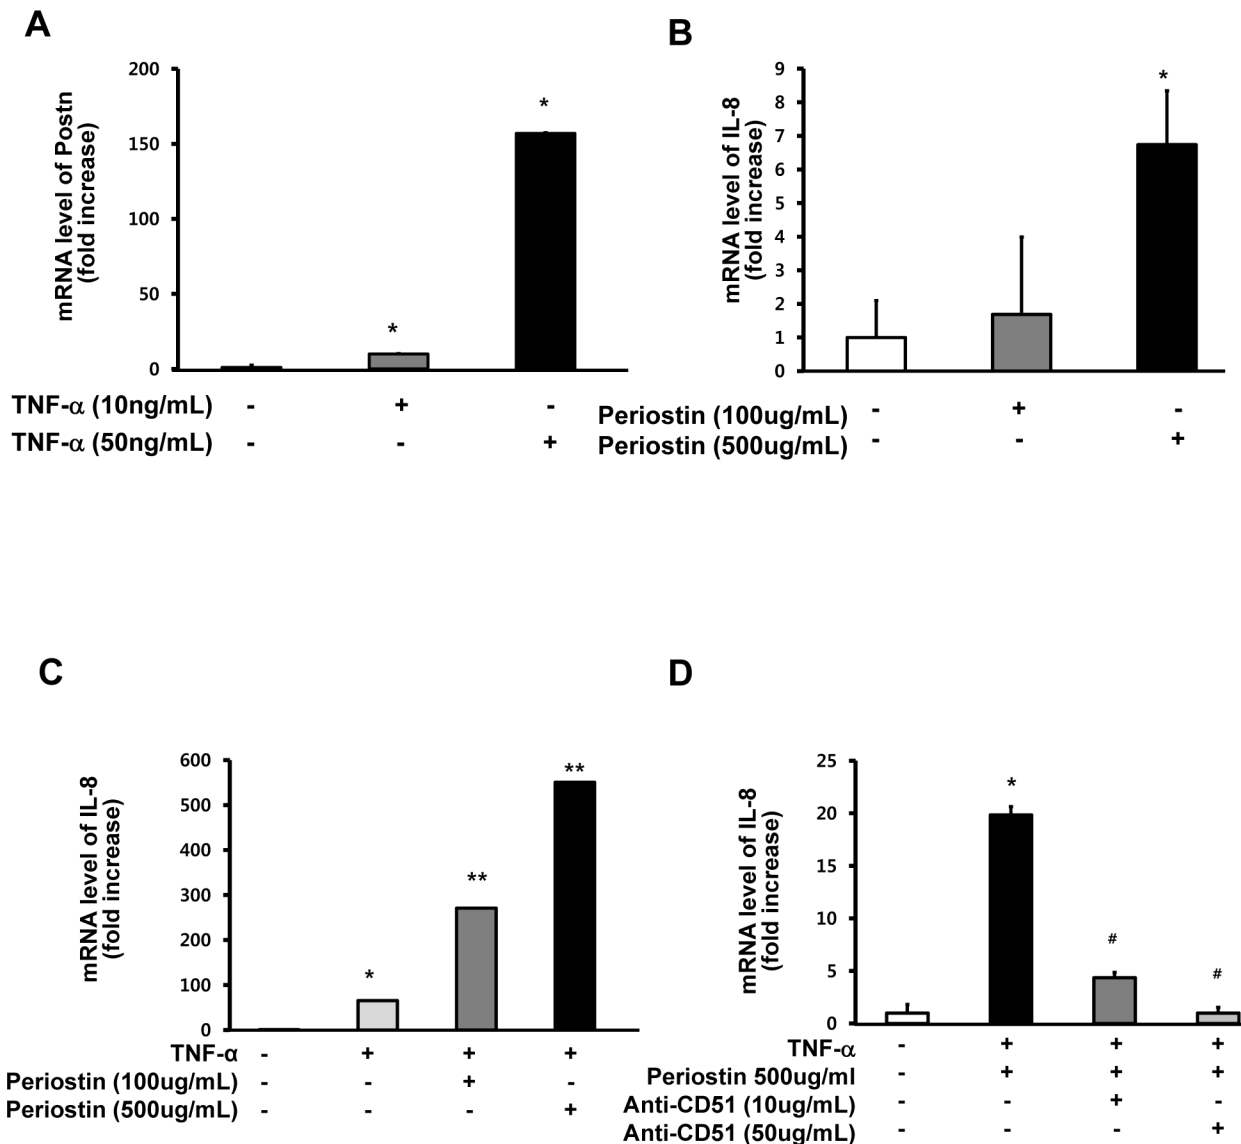 A
mRNA level of Postn
(fold increase)
200
150
100
50
0
*
*
TNF-α (10ng/mL) - + -
TNF-α (50ng/mL) - - +
B
mRNA level of IL-8
(fold increase)
9
8
7
6
5
4
3
2
1
0
*
Periostin (100ug/mL) - + -
Periostin (500ug/mL) - - +
C
mRNA level of IL-8
(fold increase)
600
500
400
300
200
100
0
*
**
**
TNF-α - + + +
Periostin (100ug/mL) - - + -
Periostin (500ug/mL) - - - +
D
mRNA level of IL-8
(fold increase)
25
20
15
10
5
0
*
#
#
TNF-α - + + +
Periostin 500ug/ml - + + +
Anti-CD51 (10ug/mL) - - + -
Anti-CD51 (50ug/mL) - - - +